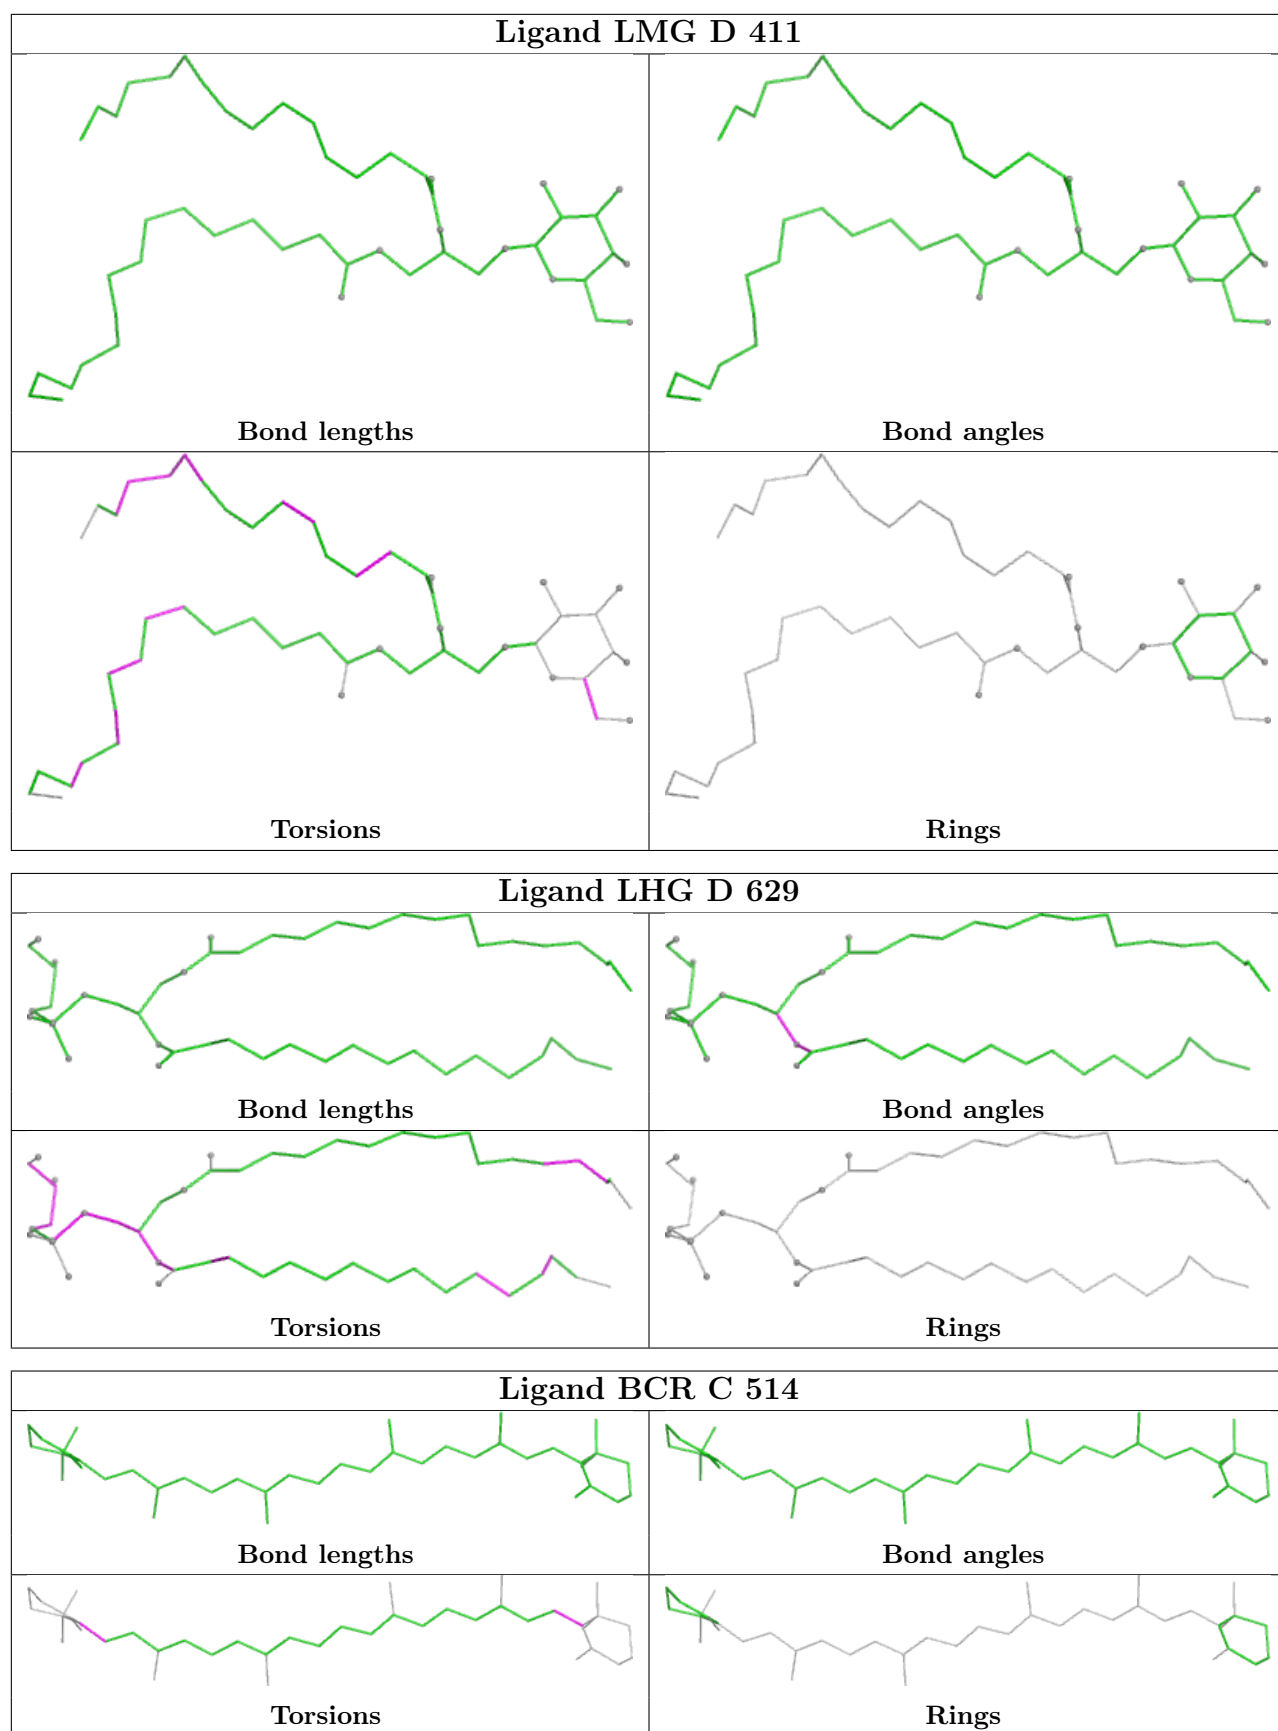 Ligand LMG D 411
Bond lengths
Bond angles
Torsions
Rings
Ligand LHG D 629
Bond lengths
Bond angles
Torsions
Rings
Ligand BCR C 514
Bond lengths
Bond angles
Torsions
Rings